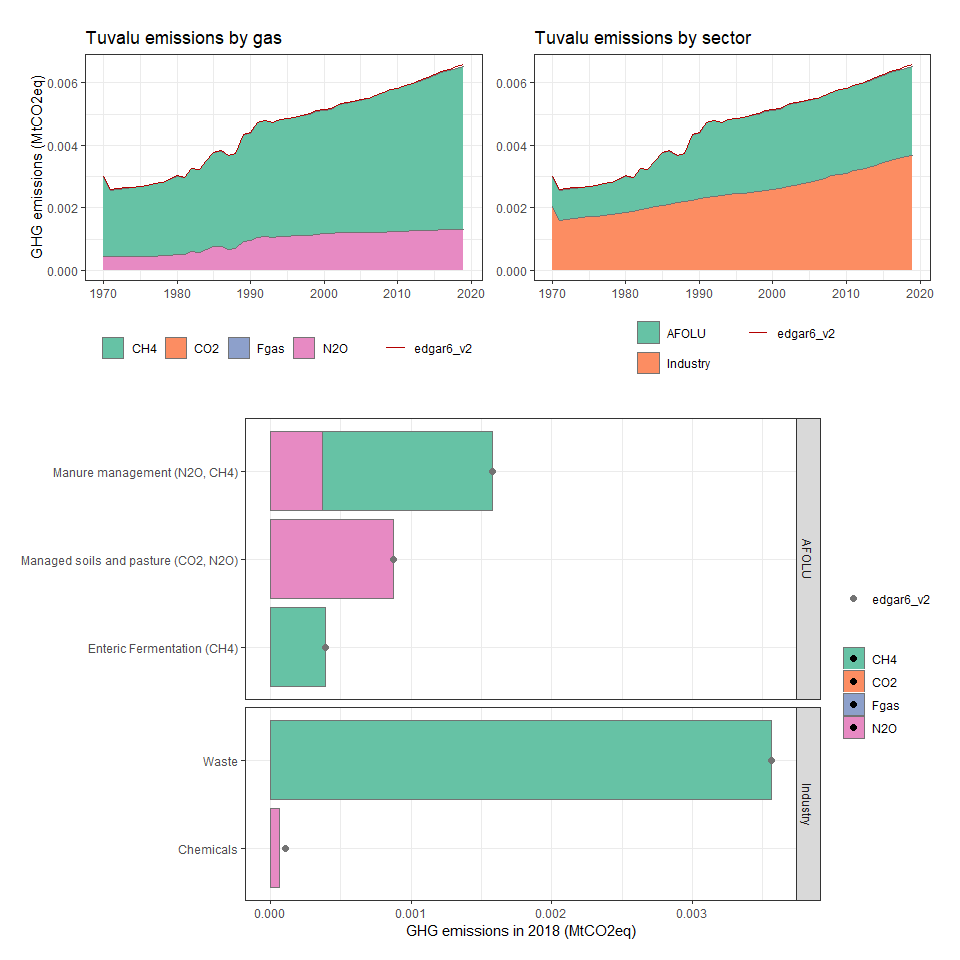 Tuvalu emissions by gas
GHG emissions (MtCO2eq)
0.006
0.004
0.002
0.000
1970 1980 1990 2000 2010 2020
CH4 CO2 Fgas N2O edgar6_v2
Tuvalu emissions by sector
0.006
0.004
0.002
0.000
1970 1980 1990 2000 2010 2020
AFOLU edgar6_v2
Industry
Manure management (N2O, CH4)
Managed soils and pasture (CO2, N2O)
Enteric Fermentation (CH4)
AFOLU
Waste
Chemicals
Industry
0.000 0.001 0.002 0.003
GHG emissions in 2018 (MtCO2eq)
edgar6_v2
CH4
CO2
Fgas
N2O